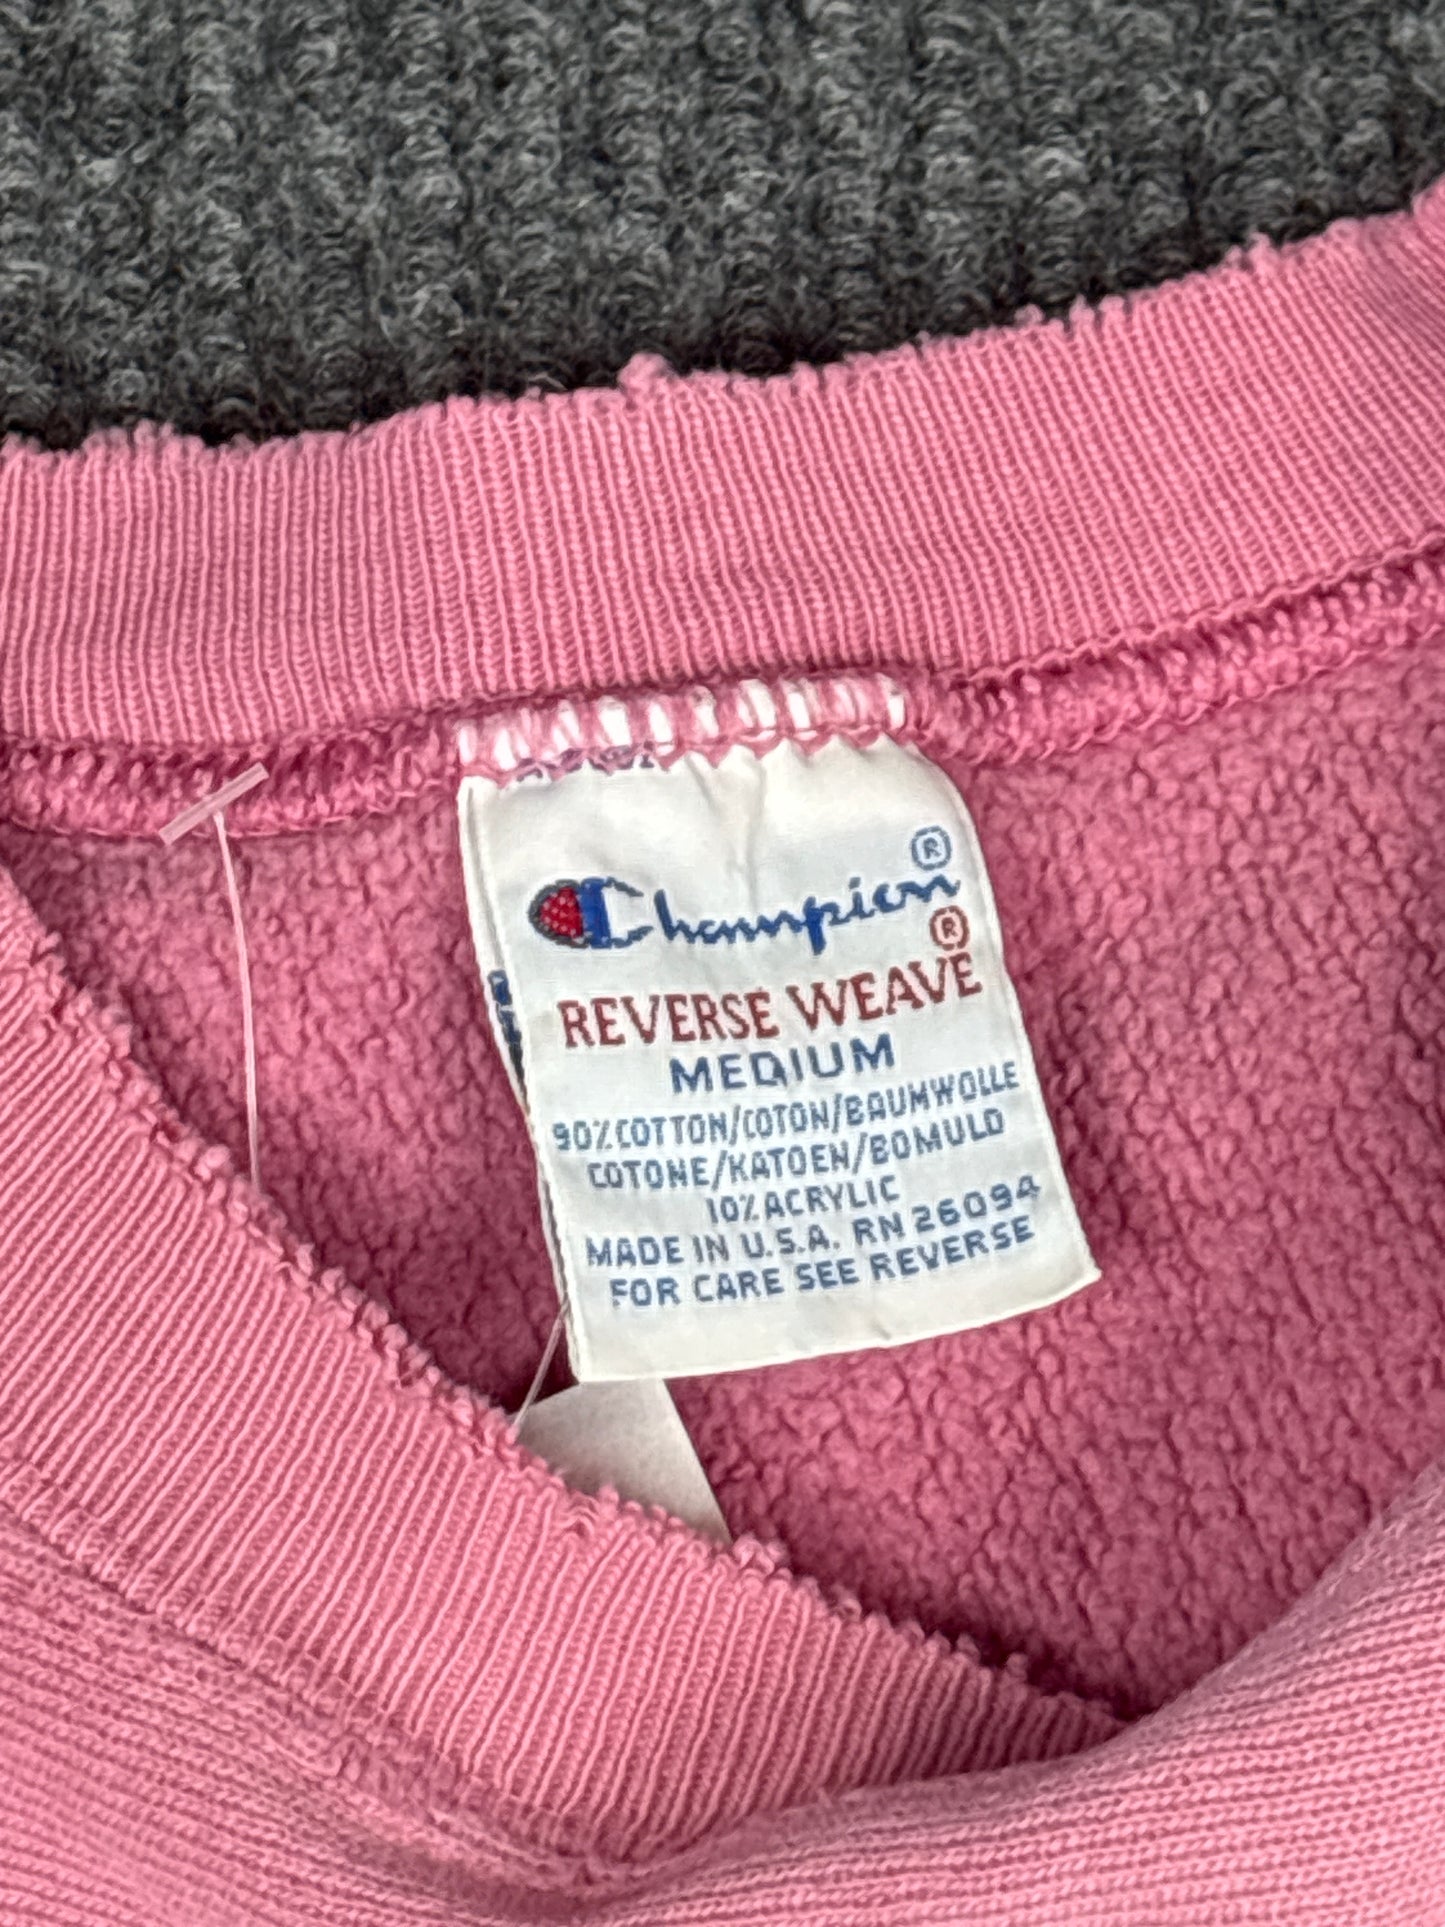 Champion ®
REVERSE WEAVE ®
MEDIUM
90% COTTON/COTON/BAUMWOLLE
COTONE/KATOEN/BOMULD
10% ACRYLIC
MADE IN U.S.A. RN 26094
FOR CARE SEE REVERSE